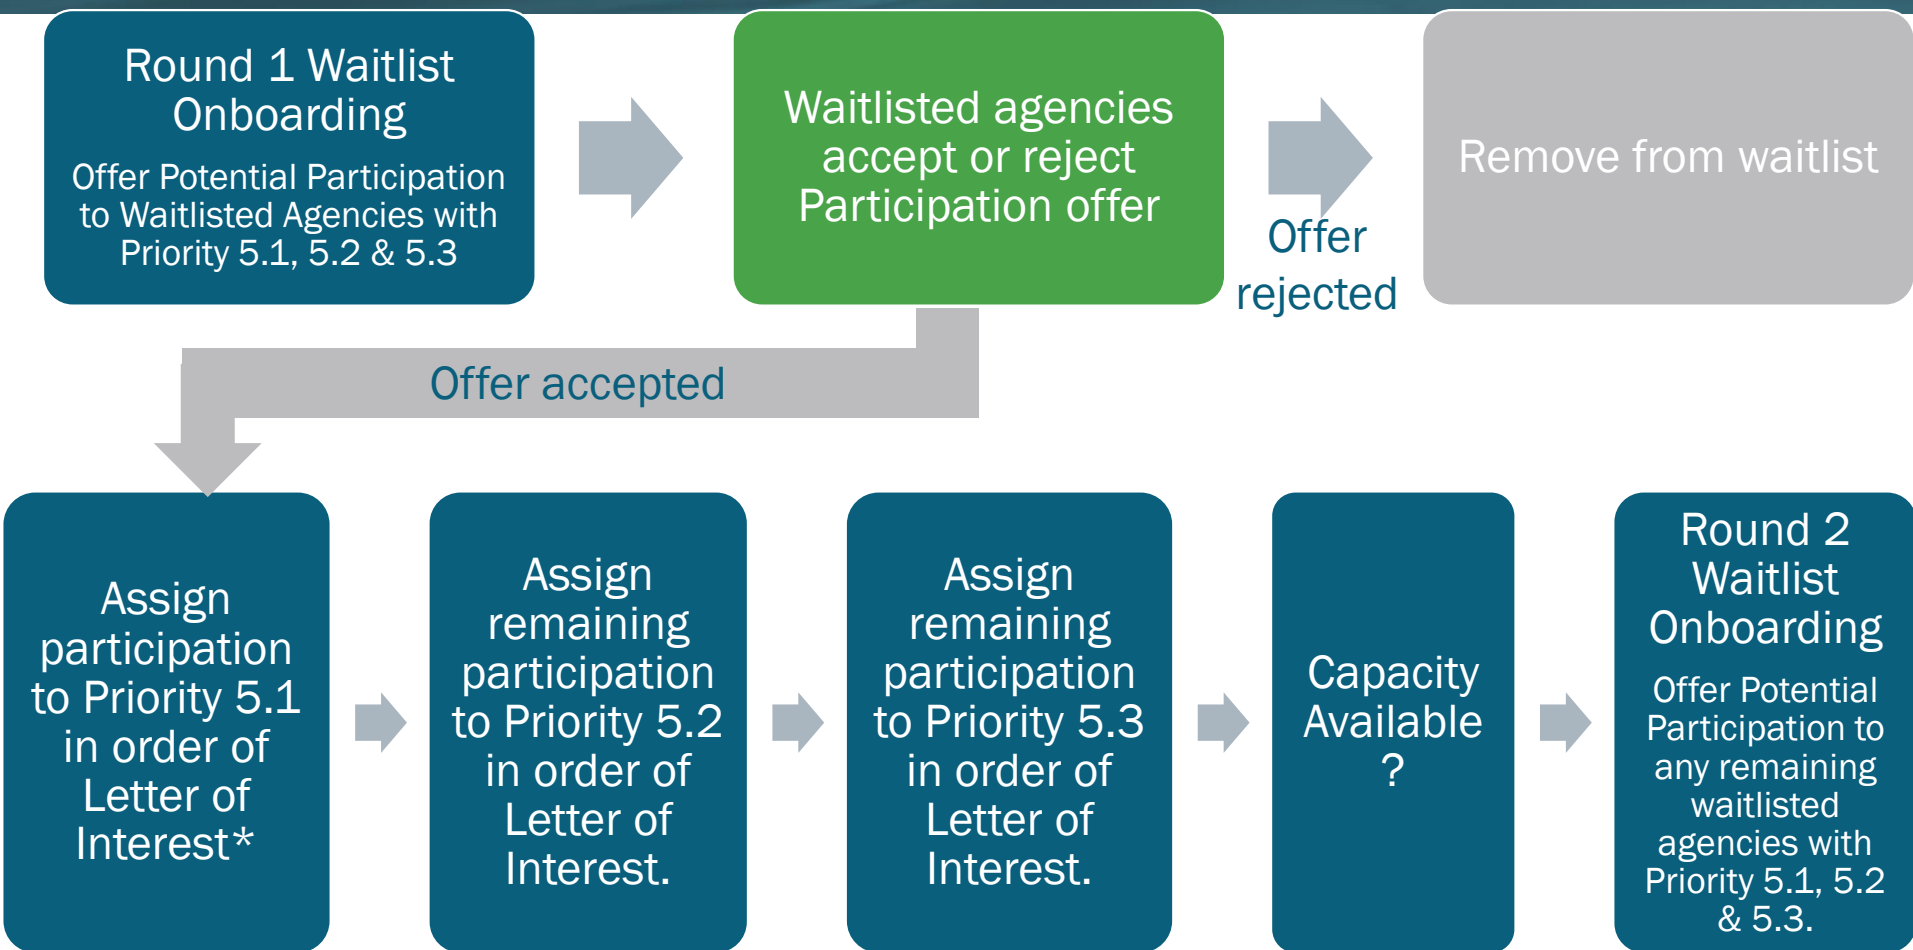 Round 1 Waitlist
Onboarding
Offer Potential Participation
to Waitlisted Agencies with
Priority 5.1, 5.2 & 5.3
Waitlisted agencies
accept or reject
Participation offer
Offer
rejected
Remove from waitlist
Offer accepted
Assign
participation
to Priority 5.1
in order of
Letter of
Interest*
Assign
remaining
participation
to Priority 5.2
in order of
Letter of
Interest.
Assign
remaining
participation
to Priority 5.3
in order of
Letter of
Interest.
Capacity
Available
?
Round 2
Waitlist
Onboarding
Offer Potential
Participation to
any remaining
waitlisted
agencies with
Priority 5.1, 5.2
& 5.3.